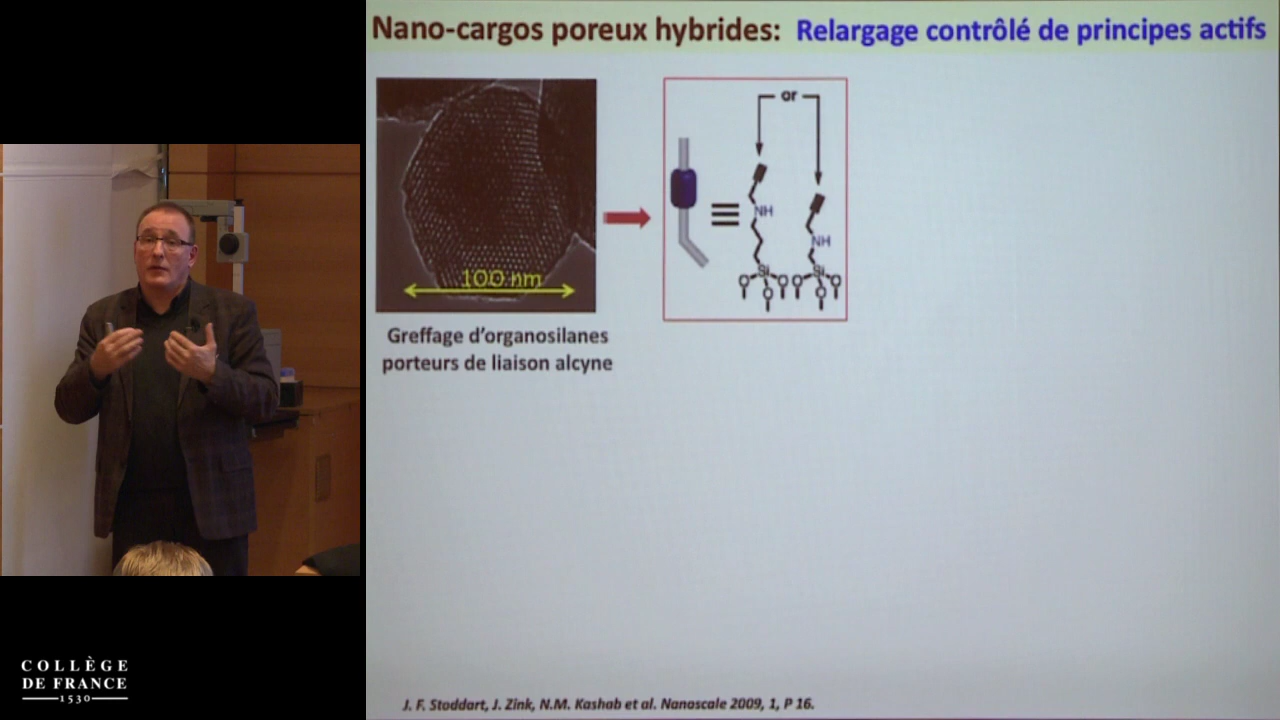 Nano-cargos poreux hybrides: Relargage contrôlé de principes actifs
or
NH
NH
Si
Si
O O O O
O O
100 nm
Greffage d'organosilanes
porteurs de liaison alcyne
COLLÈGE
DE FRANCE
1530
J. F. Stoddart, J. Zink, N.M. Kashab et al. Nanoscale 2009, 1, P 16.